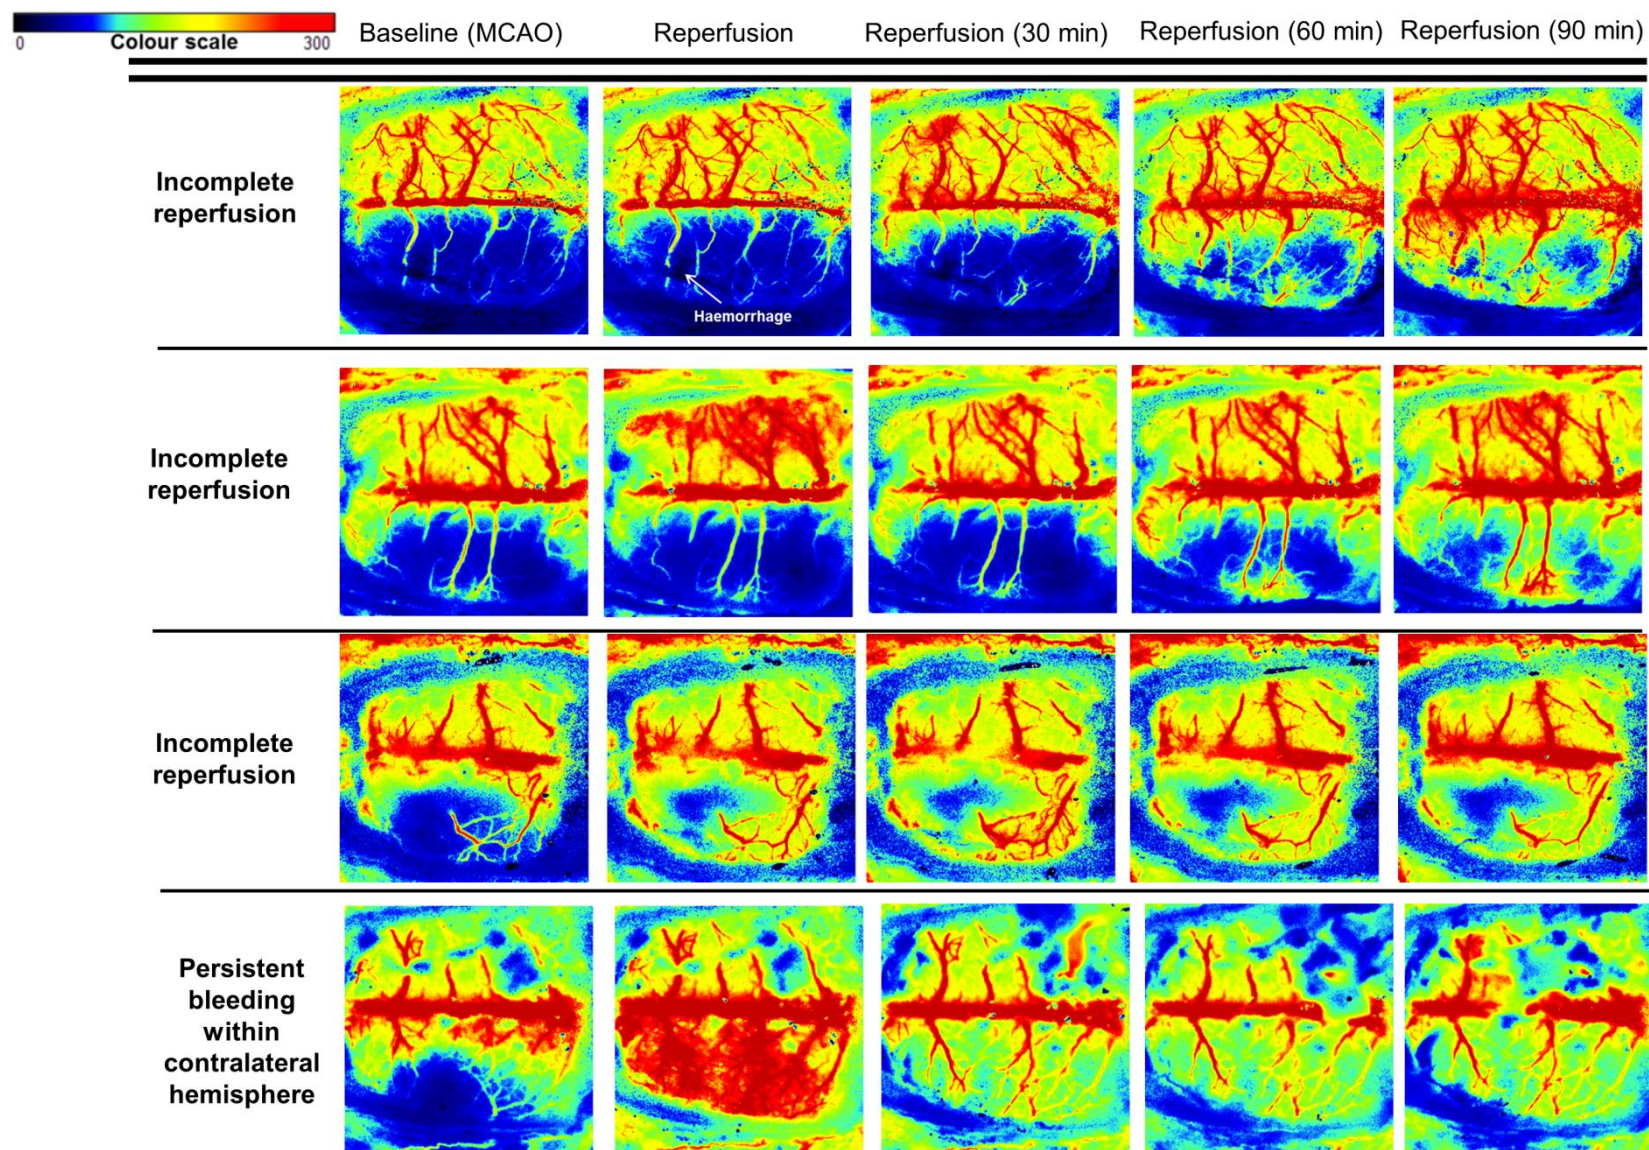 0 Colour scale 300
Baseline (MCAO) Reperfusion Reperfusion (30 min) Reperfusion (60 min) Reperfusion (90 min)
Incomplete
reperfusion
Haemorrhage
Incomplete
reperfusion
Incomplete
reperfusion
Persistent
bleeding
within
contralateral
hemisphere